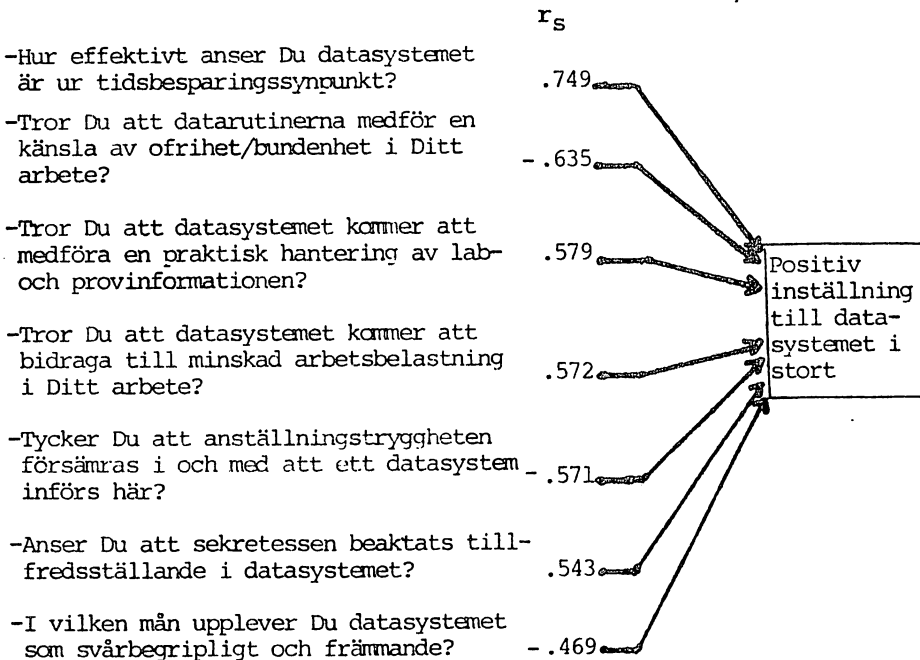 r_S
-Hur effektivt anser Du datasystemet
är ur tidsbesparingssynpunkt?
.749
-Tror Du att datarutinerna medför en
känsla av ofrihet/bundenhet i Ditt
arbete?
-.635
-Tror Du att datasystemet kommer att
medföra en praktisk hantering av lab-
och provinformationen?
.579
-Tror Du att datasystemet kommer att
bidraga till minskad arbetsbelastning
i Ditt arbete?
.572
-Tycker Du att anställningstryggheten
försämras i och med att ett datasystem
införs här?
-.571
-Anser Du att sekretessen beaktats till-
fredsställande i datasystemet?
.543
-I vilken mån upplever Du datasystemet
som svårbegripligt och främmande?
-.469
Positiv
inställning
till data-
systemet i
stort